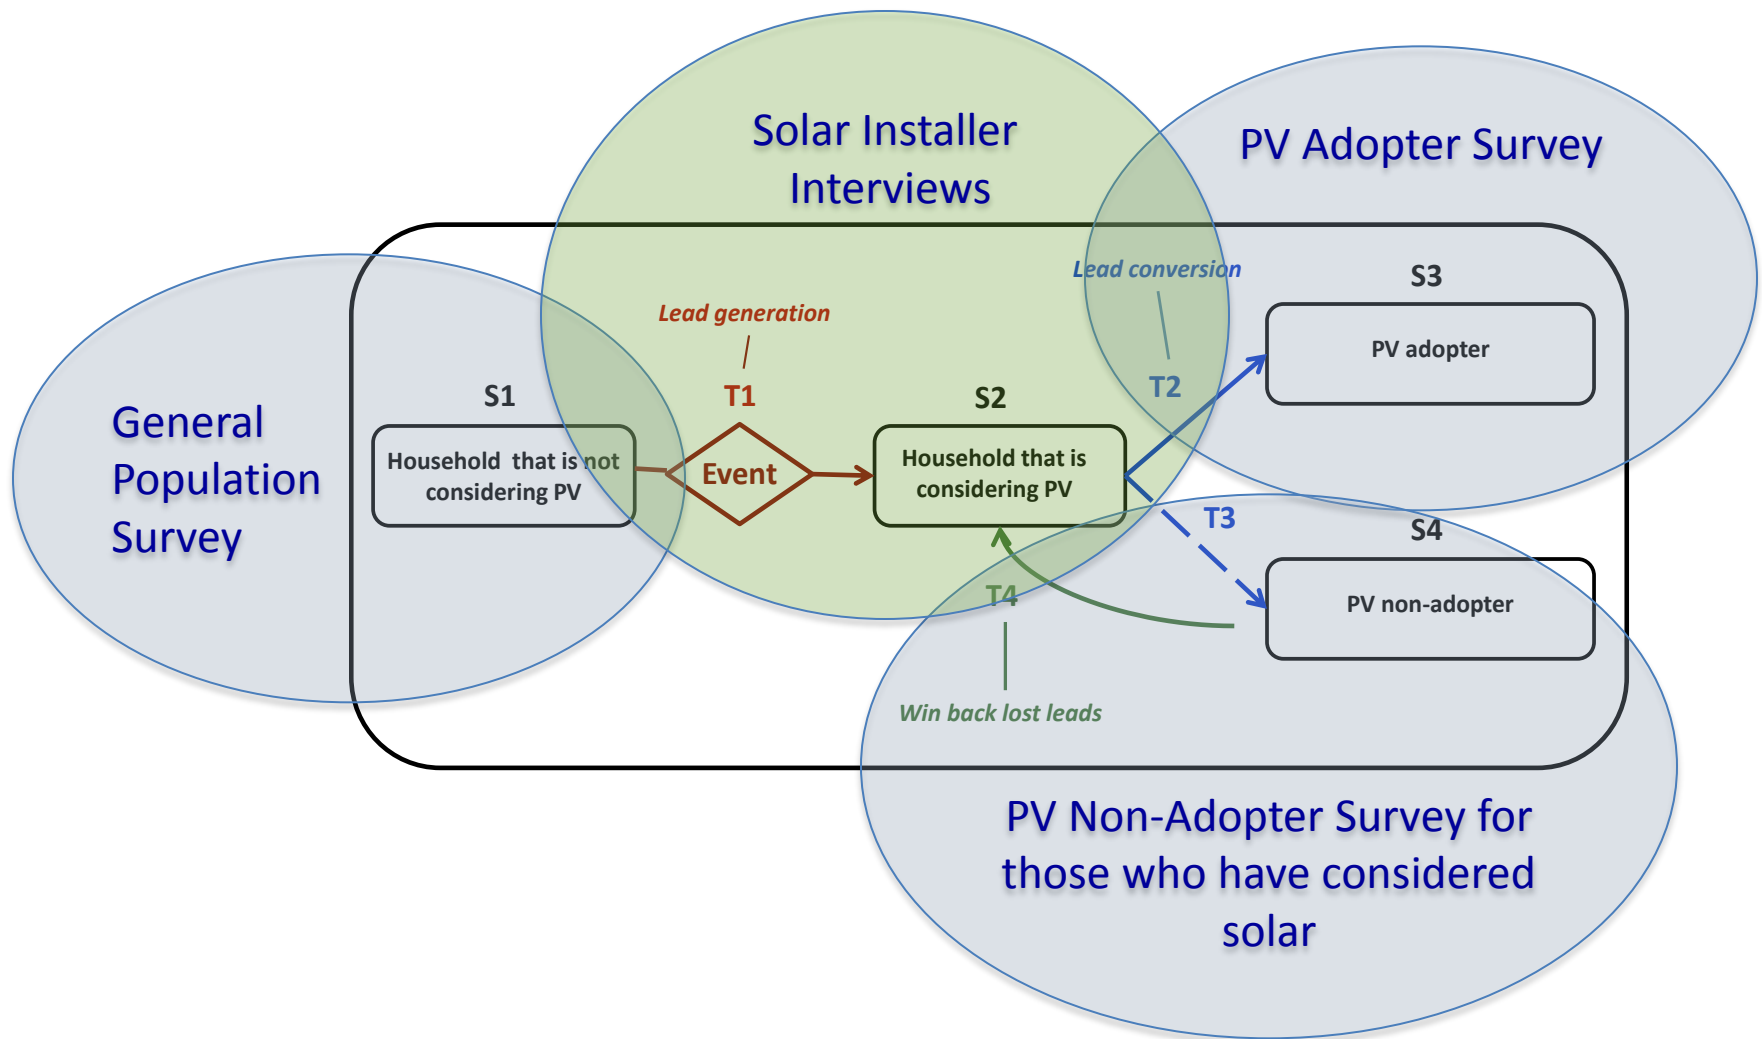 Solar Installer
Interviews
PV Adopter Survey
Lead conversion
S3
Lead generation
PV adopter
S1
T1
S2
T2
General
Population
Survey
Household that is not
considering PV
Event
Household that is
considering PV
T3
S4
T4
PV non-adopter
Win back lost leads
PV Non-Adopter Survey for
those who have considered
solar